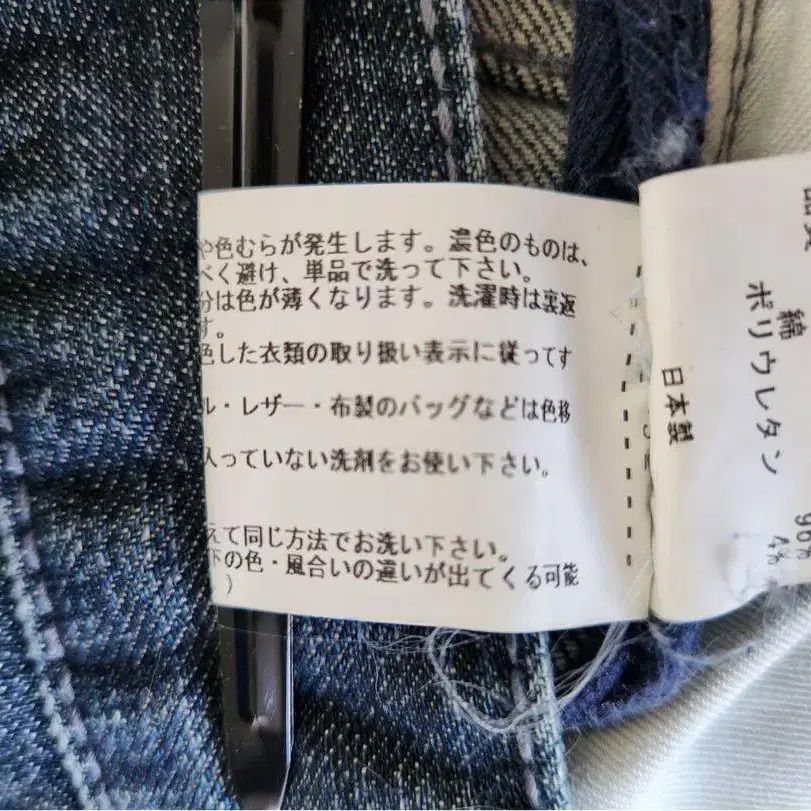 や色むらが発生します。濃色のものは、
べく避け、単品で洗って下さい。
分は色が薄くなります。洗濯時は裏返
す。
色した衣類の取り扱い表示に従ってす
ル・レザー・布製のバッグなどは色移
入っていない洗剤をお使い下さい。
えて同じ方法でお洗い下さい。
下の色・風合いの違いが出てくる可能
)
綿
ポリウレタン
日本製